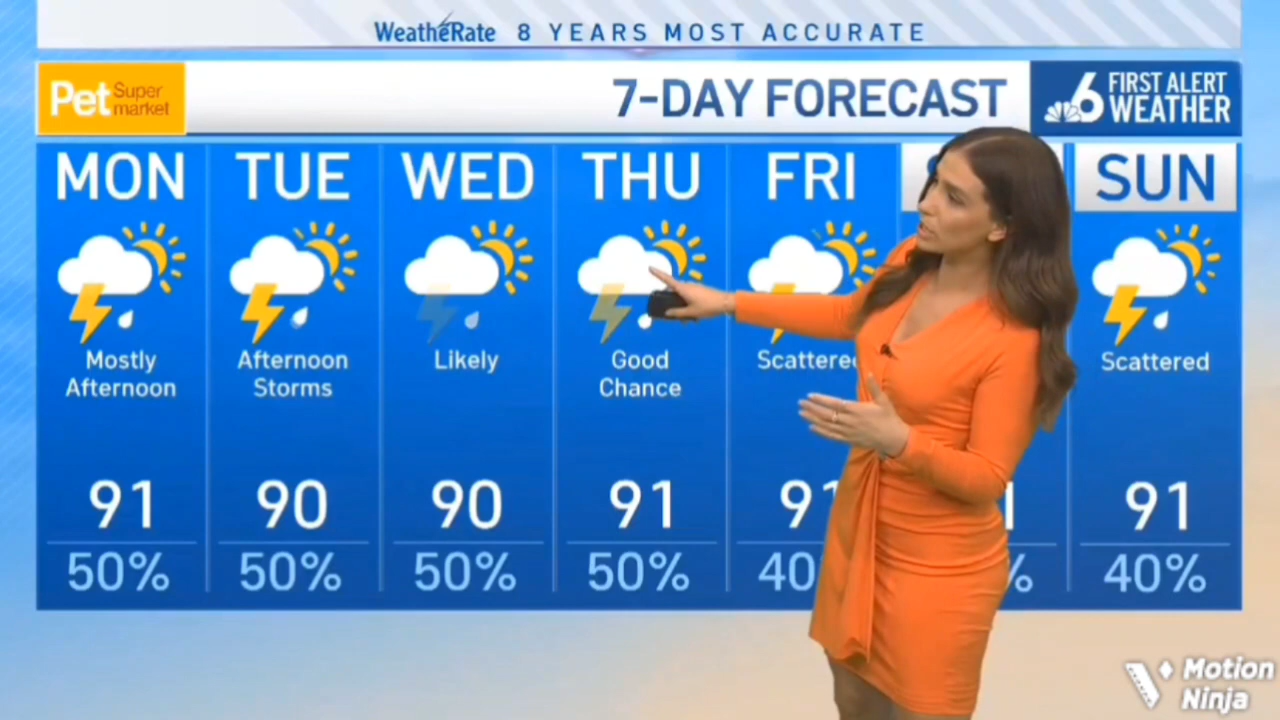 WeatheRate 8 YEARS MOST ACCURATE
Pet Super market
7-DAY FORECAST
6 FIRST ALERT WEATHER
MON TUE WED THU FRI SUN
Mostly Afternoon
Afternoon Storms
Likely
Good Chance
Scattered
Scattered
91 90 90 91 91 91
50% 50% 50% 50% 40 % 40%
Motion
Ninja